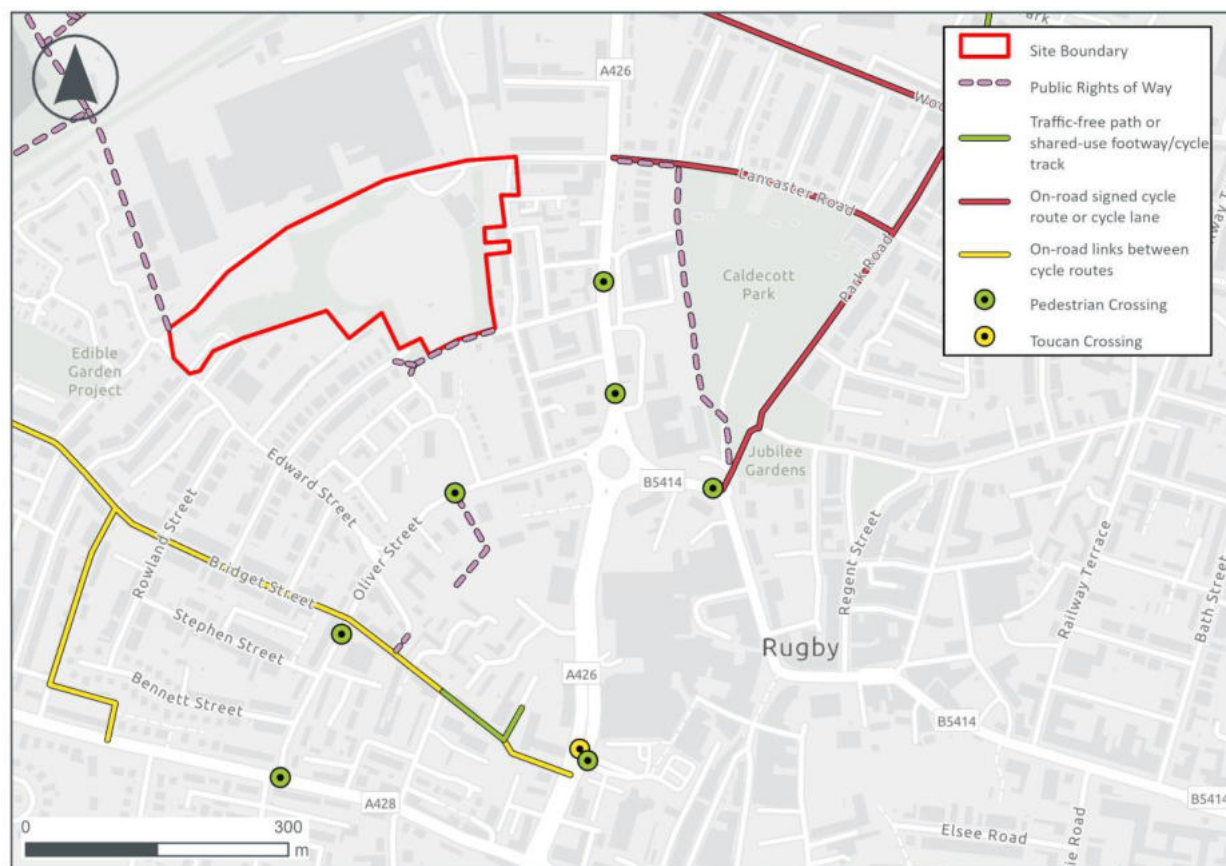 A426
Site Boundary
Public Rights of Way
Traffic-free path or
shared-use footway/cycle
track
On-road signed cycle
route or cycle lane
On-road links between
cycle routes
Pedestrian Crossing
Toucan Crossing
Lancaster Road
Park Road
Caldecott
Park
Edible
Garden
Project
Jubilee
Gardens
B5414
Edward Street
Rowland Street
Oliver Street
Bridget Street
Stephen Street
Bennett Street
Regent Street
Railway Terrace
Bath Street
Rugby
A426
B5414
B5414
A428
Elsee Road
0
300
m